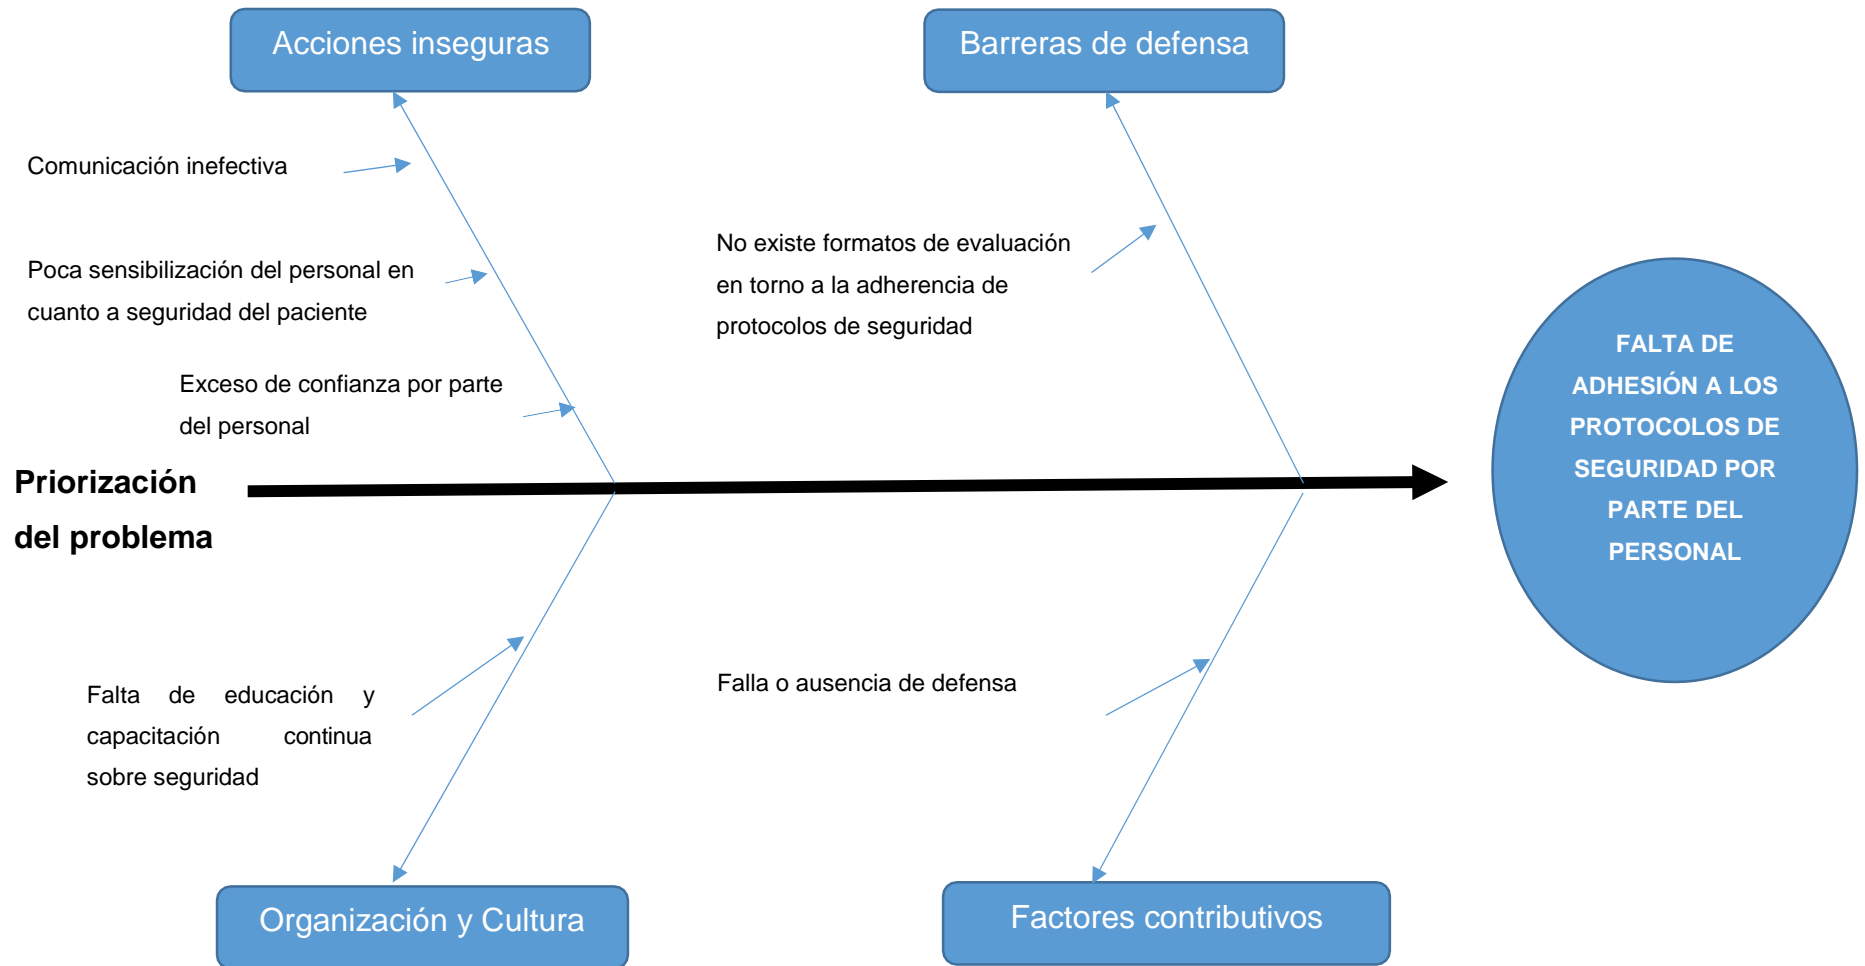 Acciones inseguras
Barreras de defensa
Comunicación inefectiva
Poca sensibilización del personal en
cuanto a seguridad del paciente
Exceso de confianza por parte
del personal
No existe formatos de evaluación
en torno a la adherencia de
protocolos de seguridad
Priorización
del problema
FALTA DE
ADHESIÓN A LOS
PROTOCOLOS DE
SEGURIDAD POR
PARTE DEL
PERSONAL
Falta de educación y
capacitación continua
sobre seguridad
Falla o ausencia de defensa
Organización y Cultura
Factores contributivos